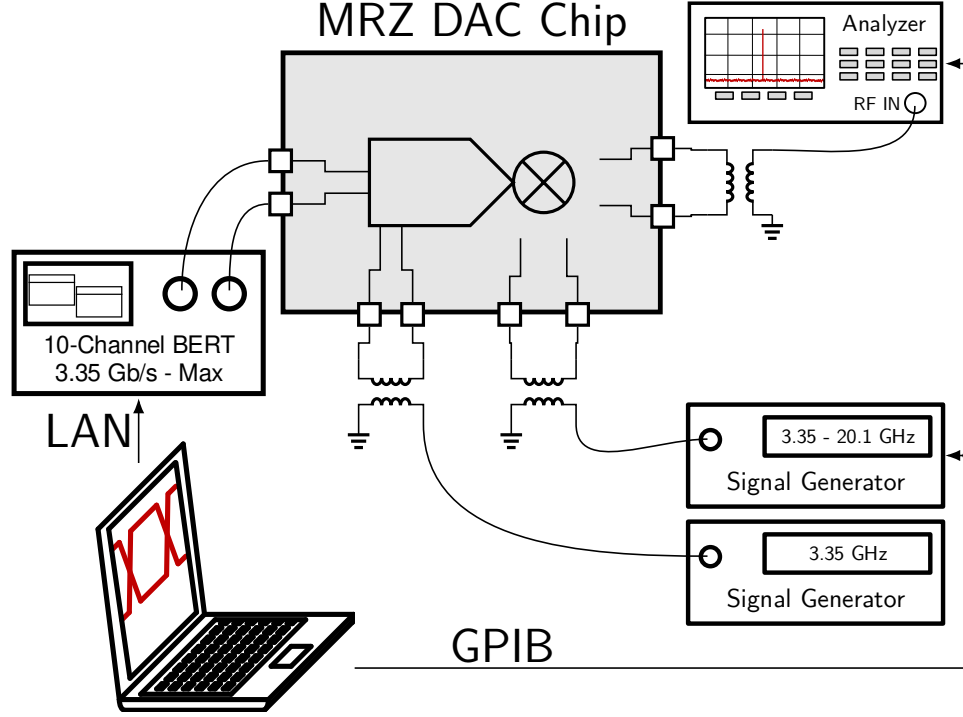 MRZ DAC Chip
Analyzer
RF IN
10-Channel BERT
3.35 Gb/s - Max
LAN
3.35 - 20.1 GHz
Signal Generator
3.35 GHz
Signal Generator
GPIB